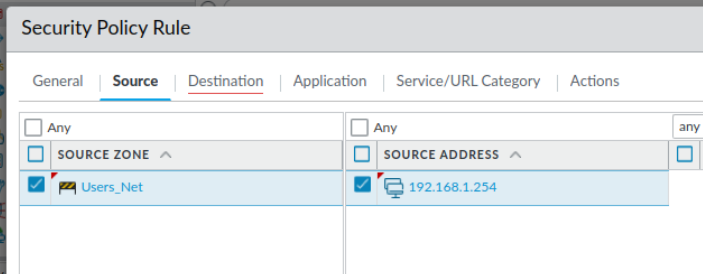 Security Policy Rule
General Source Destination Application Service/URL Category Actions
Any Any any
SOURCE ZONE SOURCE ADDRESS
Users_Net 192.168.1.254